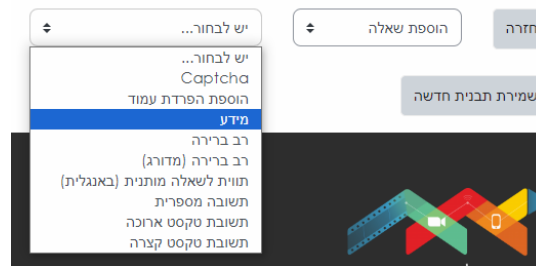 חזרה
הוספת שאלה
יש לבחור...
יש לבחור...
Captcha
הוספת הפרדת עמוד
מידע
רב ברירה
רב ברירה (מדורג)
תווית לשאלה מותנית (באנגלית)
תשובה מספרית
תשובת טקסט ארוכה
תשובת טקסט קצרה
שמירת תבנית חדשה